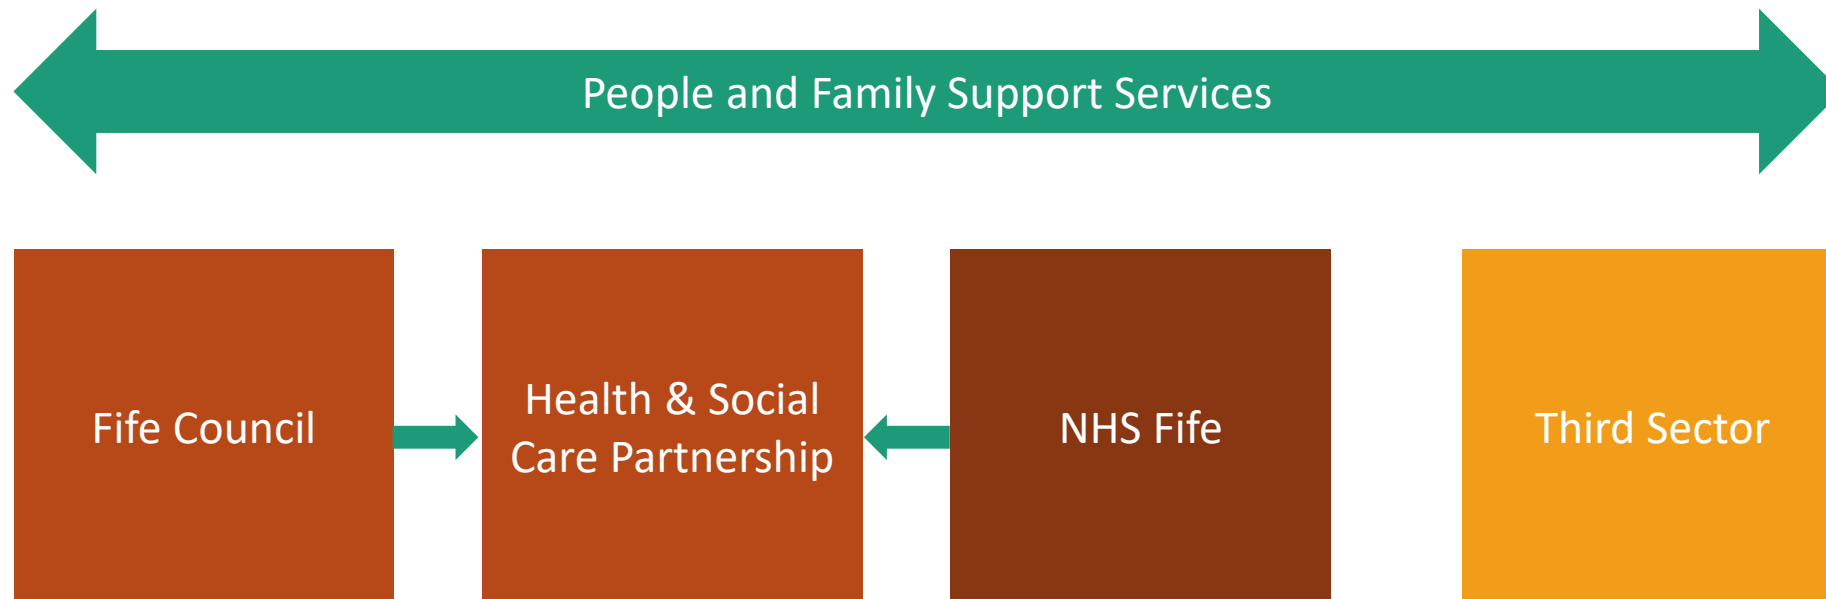 People and Family Support Services
Fife Council
Health & Social
Care Partnership
NHS Fife
Third Sector